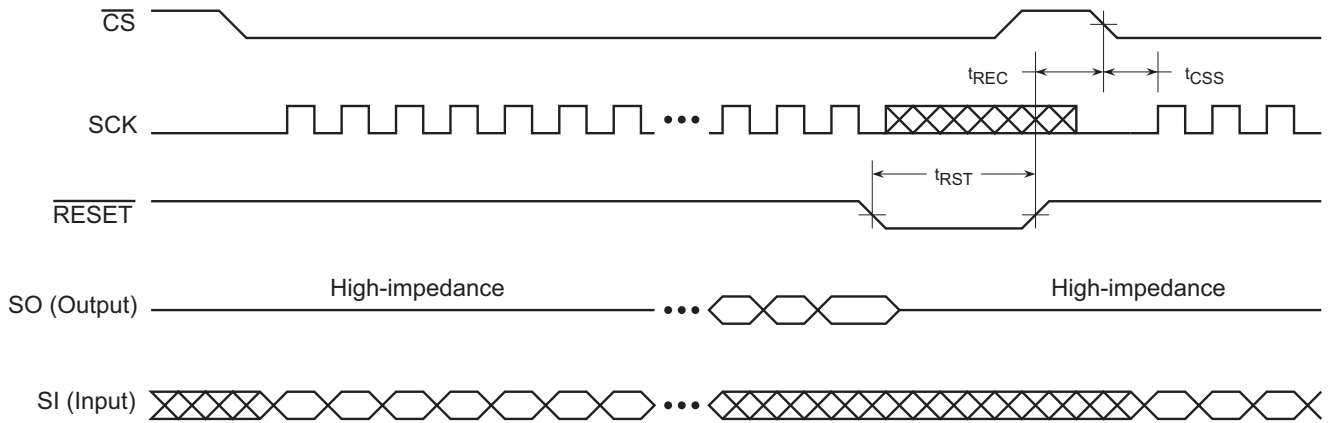 CS
tREC
tCSS
SCK
•••
tRST
RESET
High-impedance
High-impedance
SO (Output)
•••
SI (Input)
•••